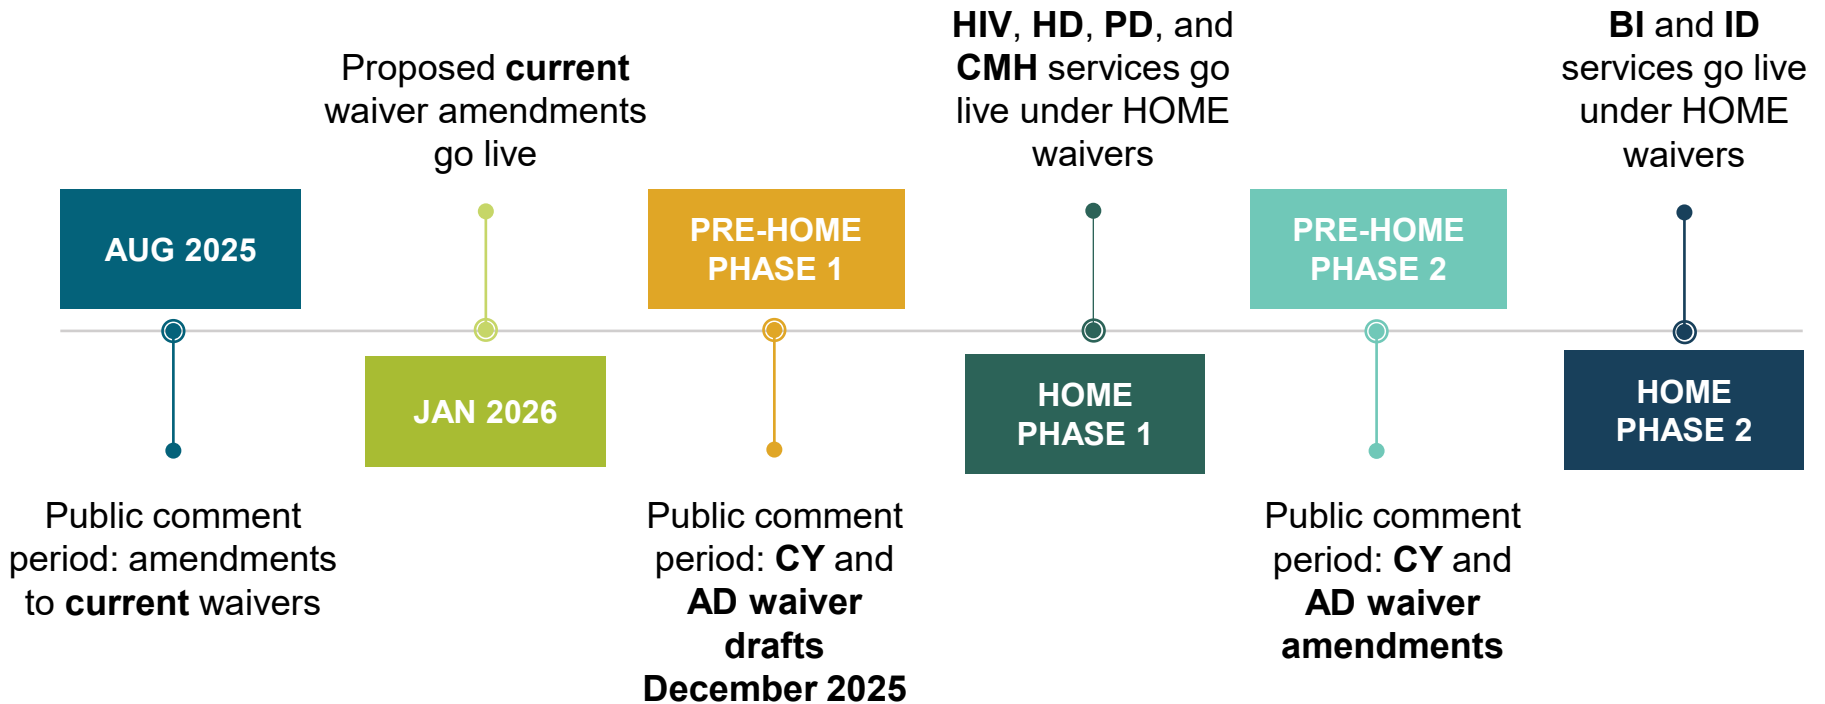 AUG 2025
Public comment
period: amendments
to current waivers
Proposed current
waiver amendments
go live
JAN 2026
PRE-HOME
PHASE 1
Public comment
period: CY and
AD waiver
drafts
December 2025
HIV, HD, PD, and
CMH services go
live under HOME
waivers
HOME
PHASE 1
PRE-HOME
PHASE 2
Public comment
period: CY and
AD waiver
amendments
BI and ID
services go live
under HOME
waivers
HOME
PHASE 2